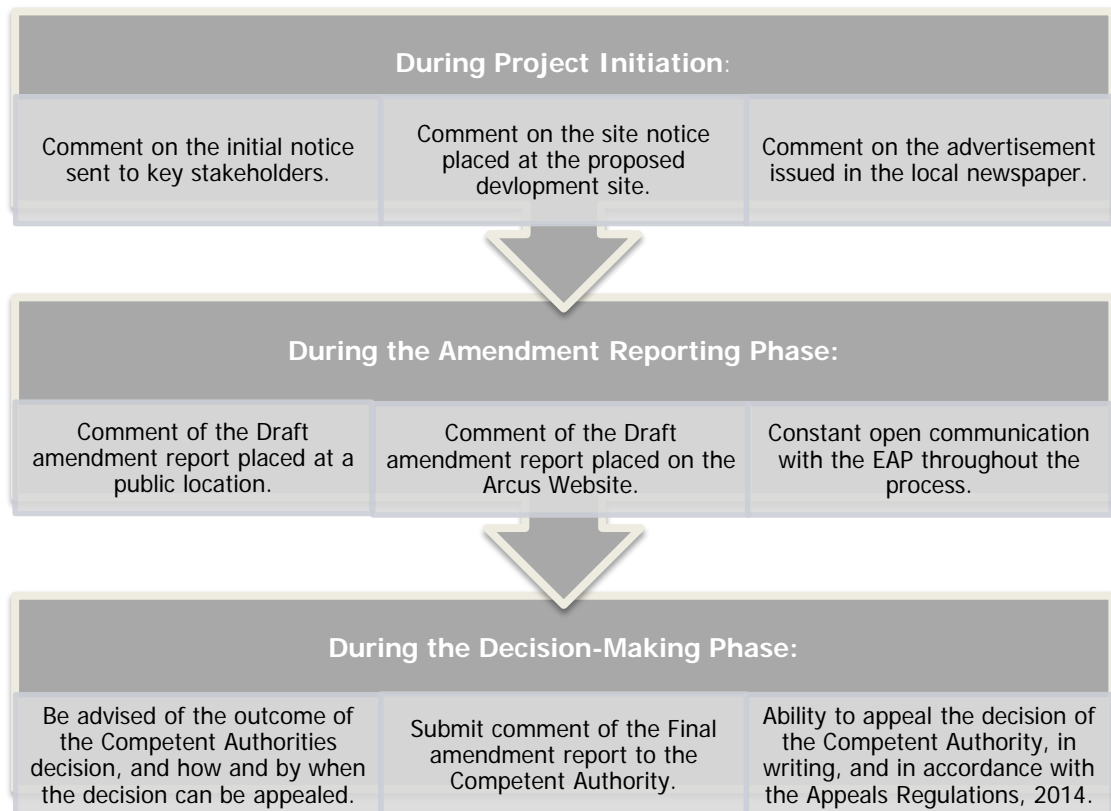 During Project Initiation:
Comment on the initial notice
sent to key stakeholders.
Comment on the site notice
placed at the proposed
devlopment site.
Comment on the advertisement
issued in the local newspaper.
During the Amendment Reporting Phase:
Comment of the Draft
amendment report placed at a
public location.
Comment of the Draft
amendment report placed on the
Arcus Website.
Constant open communication
with the EAP throughout the
process.
During the Decision-Making Phase:
Be advised of the outcome of
the Competent Authorities
decision, and how and by when
the decision can be appealed.
Submit comment of the Final
amendment report to the
Competent Authority.
Ability to appeal the decision of
the Competent Authority, in
writing, and in accordance with
the Appeals Regulations, 2014.